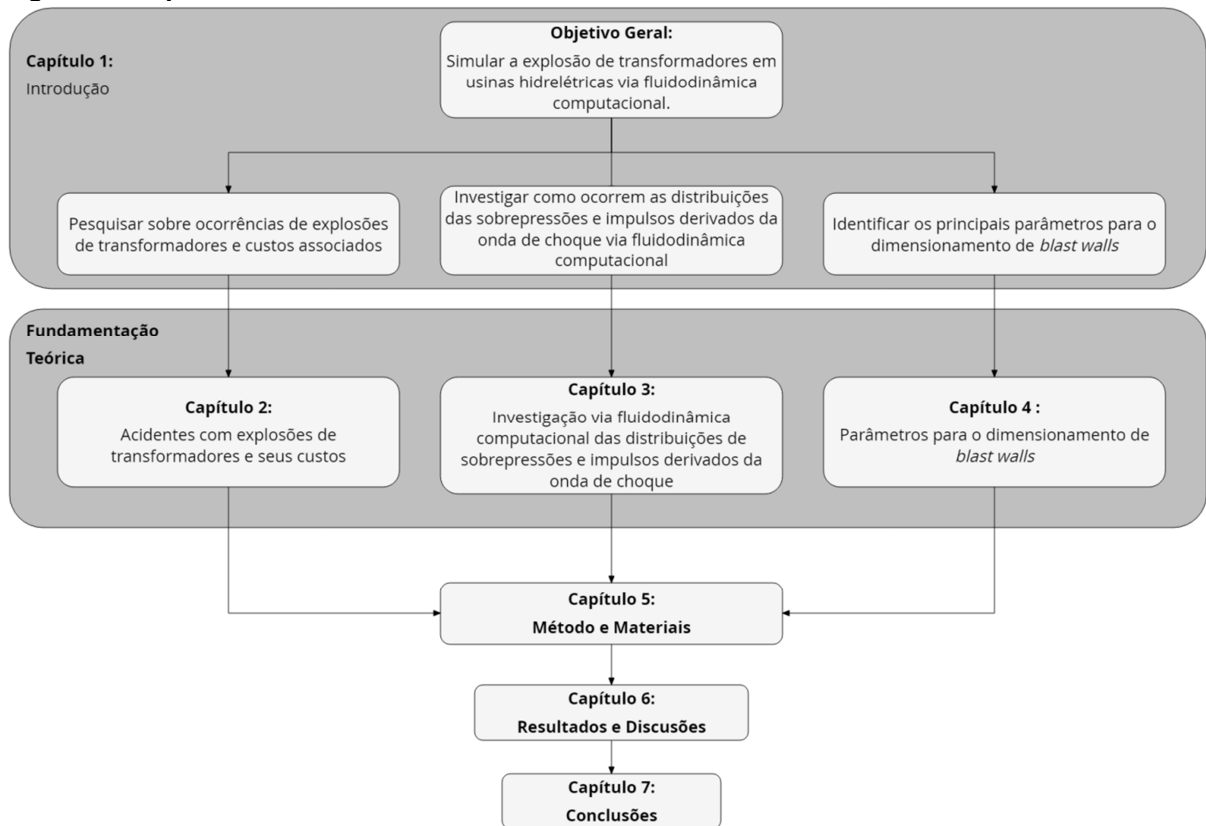 Objetivo Geral:
Simular a explosão de transformadores em
usinas hidrelétricas via fluidodinâmica
computacional.
Capítulo 1:
Introdução
Pesquisar sobre ocorrências de explosões
de transformadores e custos associados
Investigar como ocorrem as distribuições
das sobrepressões e impulsos derivados da
onda de choque via fluidodinâmica
computacional
Identificar os principais parâmetros para o
dimensionamento de blast walls
Fundamentação
Teórica
Capítulo 2:
Acidentes com explosões de
transformadores e seus custos
Capítulo 3:
Investigação via fluidodinâmica
computacional das distribuições de
sobrepressões e impulsos derivados da
onda de choque
Capítulo 4 :
Parâmetros para o dimensionamento de
blast walls
Capítulo 5:
Método e Materiais
Capítulo 6:
Resultados e Discusões
Capítulo 7:
Conclusões